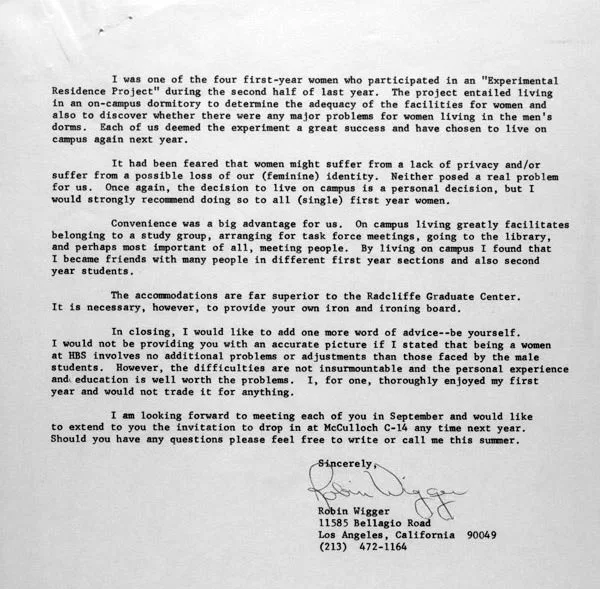 I was one of the four first-year women who participated in an "Experimental
Residence Project" during the second half of last year. The project entailed living
in an on-campus dormitory to determine the adequacy of the facilities for women and
also to discover whether there were any major problems for women living in the men's
dorms. Each of us deemed the experiment a great success and have chosen to live on
campus again next year.
It had been feared that women might suffer from a lack of privacy and/or
suffer from a possible loss of our (feminine) identity. Neither posed a real problem
for us. Once again, the decision to live on campus is a personal decision, but I
would strongly recommend doing so to all (single) first year women.
Convenience was a big advantage for us. On campus living greatly facilitates
belonging to a study group, arranging for task force meetings, going to the library,
and perhaps most important of all, meeting people. By living on campus I found that
I became friends with many people in different first year sections and also second
year students.
The accommodations are far superior to the Radcliffe Graduate Center.
It is necessary, however, to provide your own iron and ironing board.
In closing, I would like to add one more word of advice--be yourself.
I would not be providing you with an accurate picture if I stated that being a women
at HBS involves no additional problems or adjustments than those faced by the male
students. However, the difficulties are not insurmountable and the personal experience
and education is well worth the problems. I, for one, thoroughly enjoyed my first
year and would not trade it for anything.
I am looking forward to meeting each of you in September and would like
to extend to you the invitation to drop in at McCulloch C-14 any time next year.
Should you have any questions please feel free to write or call me this summer.
Sincerely,
Robin Wigger
Robin Wigger
11585 Bellagio Road
Los Angeles, California 90049
(213) 472-1164